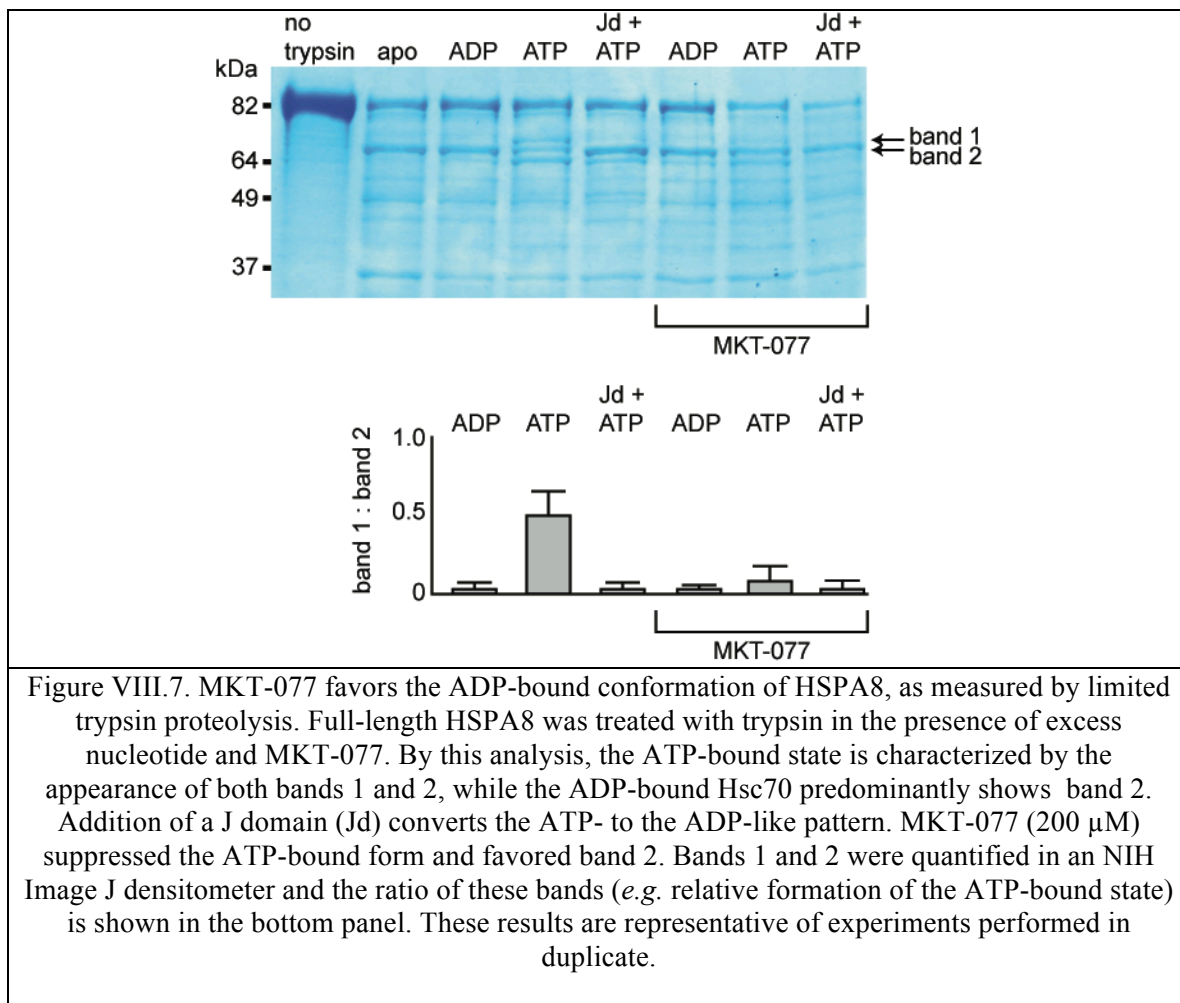 no
trypsin
apo
ADP
ATP
Jd +
ATP
ADP
ATP
Jd +
ATP
kDa
82
64
49
37
band 1
band 2
MKT-077
ADP
ATP
Jd +
ATP
ADP
ATP
Jd +
ATP
band 1 : band 2
1.0
0.5
0
MKT-077
Figure VIII.7. MKT-077 favors the ADP-bound conformation of HSPA8, as measured by limited
trypsin proteolysis. Full-length HSPA8 was treated with trypsin in the presence of excess
nucleotide and MKT-077. By this analysis, the ATP-bound state is characterized by the
appearance of both bands 1 and 2, while the ADP-bound Hsc70 predominantly shows band 2.
Addition of a J domain (Jd) converts the ATP- to the ADP-like pattern. MKT-077 (200 µM)
suppressed the ATP-bound form and favored band 2. Bands 1 and 2 were quantified in an NIH
Image J densitometer and the ratio of these bands (e.g. relative formation of the ATP-bound state)
is shown in the bottom panel. These results are representative of experiments performed in
duplicate.